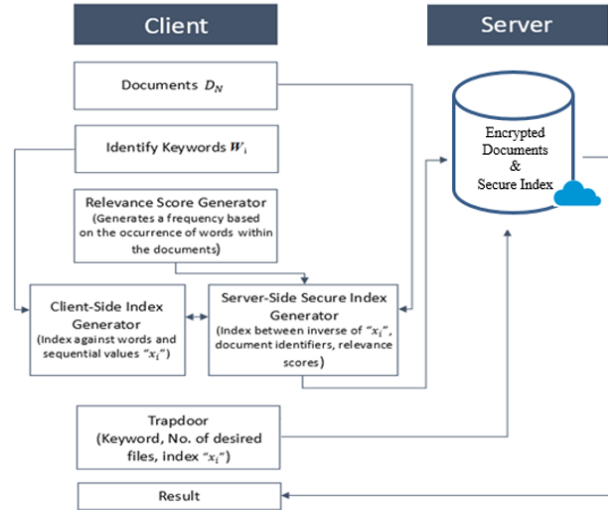 Client
Server
Documents D_N
Identify Keywords W_i
Relevance Score Generator
(Generates a frequency based
on the occurrence of words within
the documents)
Client-Side Index
Generator
(Index against words and
sequential values “x_i”)
Server-Side Secure Index
Generator
(Index between inverse of “x_i”,
document identifiers, relevance
scores)
Encrypted
Documents
&
Secure Index
Trapdoor
(Keyword, No. of desired
files, index “x_i”)
Result